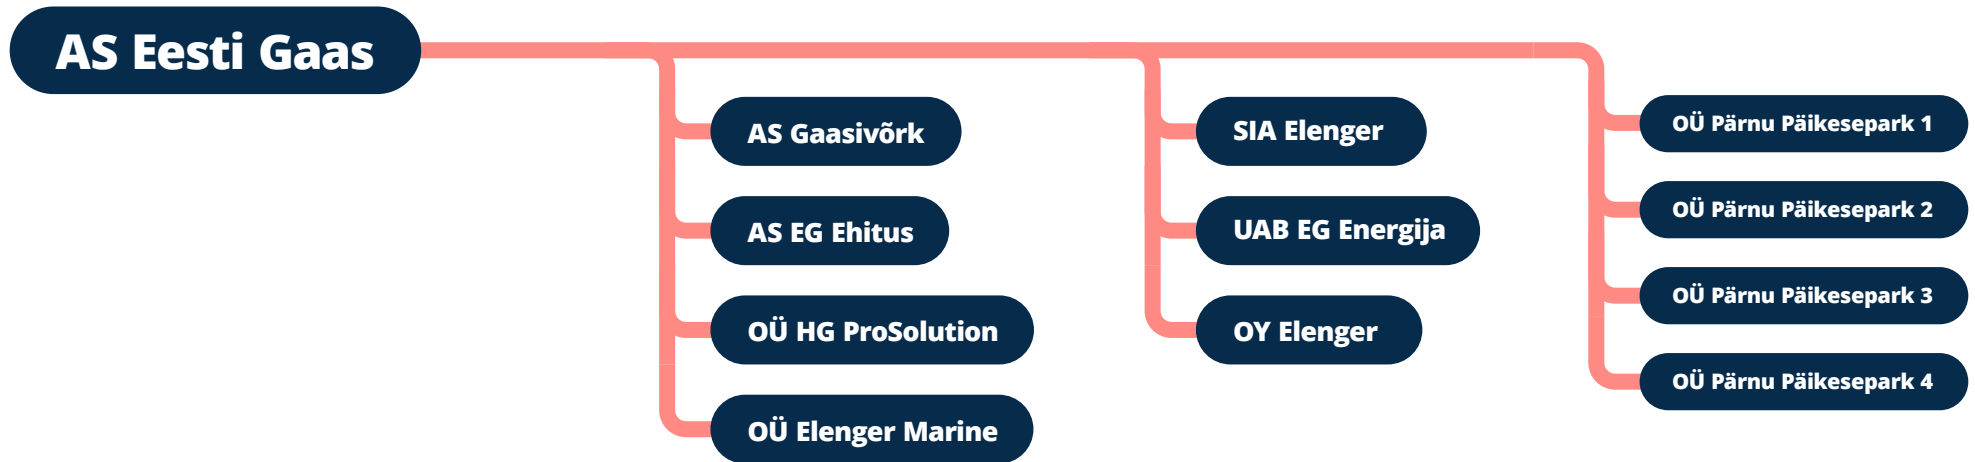 AS Eesti Gaas
AS Gaasivõrk
AS EG Ehitus
OÜ HG ProSolution
OÜ Elenger Marine
SIA Elenger
UAB EG Energija
OY Elenger
OÜ Pärnu Päikesepark 1
OÜ Pärnu Päikesepark 2
OÜ Pärnu Päikesepark 3
OÜ Pärnu Päikesepark 4